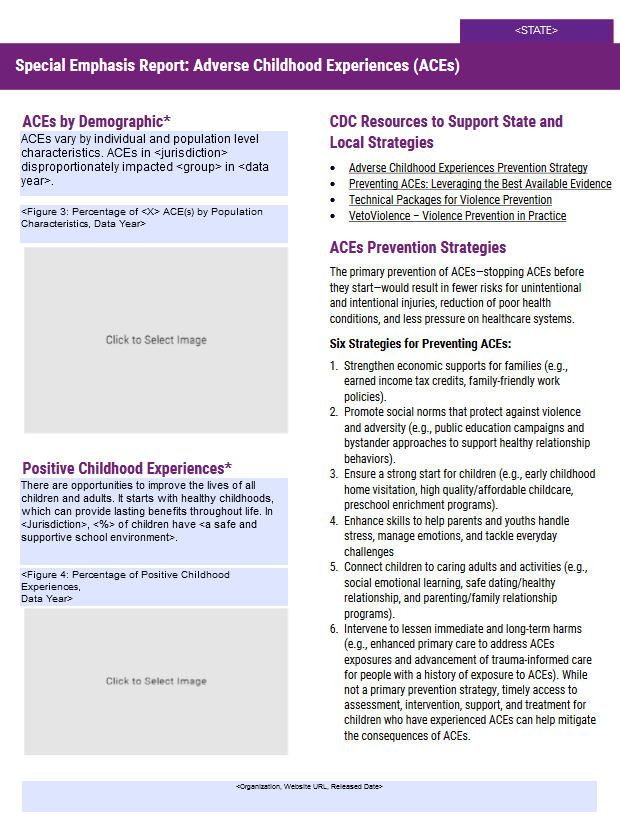 <STATE>
Special Emphasis Report: Adverse Childhood Experiences (ACEs)
ACEs by Demographic*
ACEs vary by individual and population level
characteristics. ACEs in <jurisdiction>
disproportionately impacted <group> in <data
year>.
<Figure 3: Percentage of <X> ACE(s) by Population
Characteristics, Data Year>
Click to Select Image
Positive Childhood Experiences*
There are opportunities to improve the lives of all
children and adults. It starts with healthy childhoods,
which can provide lasting benefits throughout life. In
<Jurisdiction>, <%> of children have <a safe and
supportive school environment>.
<Figure 4: Percentage of Positive Childhood
Experiences,
Data Year>
Click to Select Image
CDC Resources to Support State and
Local Strategies
• Adverse Childhood Experiences Prevention Strategy
• Preventing ACEs: Leveraging the Best Available Evidence
• Technical Packages for Violence Prevention
• VetoViolence – Violence Prevention in Practice
ACEs Prevention Strategies
The primary prevention of ACEs—stopping ACEs before
they start—would result in fewer risks for unintentional
and intentional injuries, reduction of poor health
conditions, and less pressure on healthcare systems.
Six Strategies for Preventing ACEs:
1. Strengthen economic supports for families (e.g.,
earned income tax credits, family-friendly work
policies).
2. Promote social norms that protect against violence
and adversity (e.g., public education campaigns and
bystander approaches to support healthy relationship
behaviors).
3. Ensure a strong start for children (e.g., early childhood
home visitation, high quality/affordable childcare,
preschool enrichment programs).
4. Enhance skills to help parents and youths handle
stress, manage emotions, and tackle everyday
challenges
5. Connect children to caring adults and activities (e.g.,
social emotional learning, safe dating/healthy
relationship, and parenting/family relationship
programs).
6. Intervene to lessen immediate and long-term harms
(e.g., enhanced primary care to address ACEs
exposures and advancement of trauma-informed care
for people with a history of exposure to ACEs). While
not a primary prevention strategy, timely access to
assessment, intervention, support, and treatment for
children who have experienced ACEs can help mitigate
the consequences of ACEs.
<Organization, Website URL, Released Date>